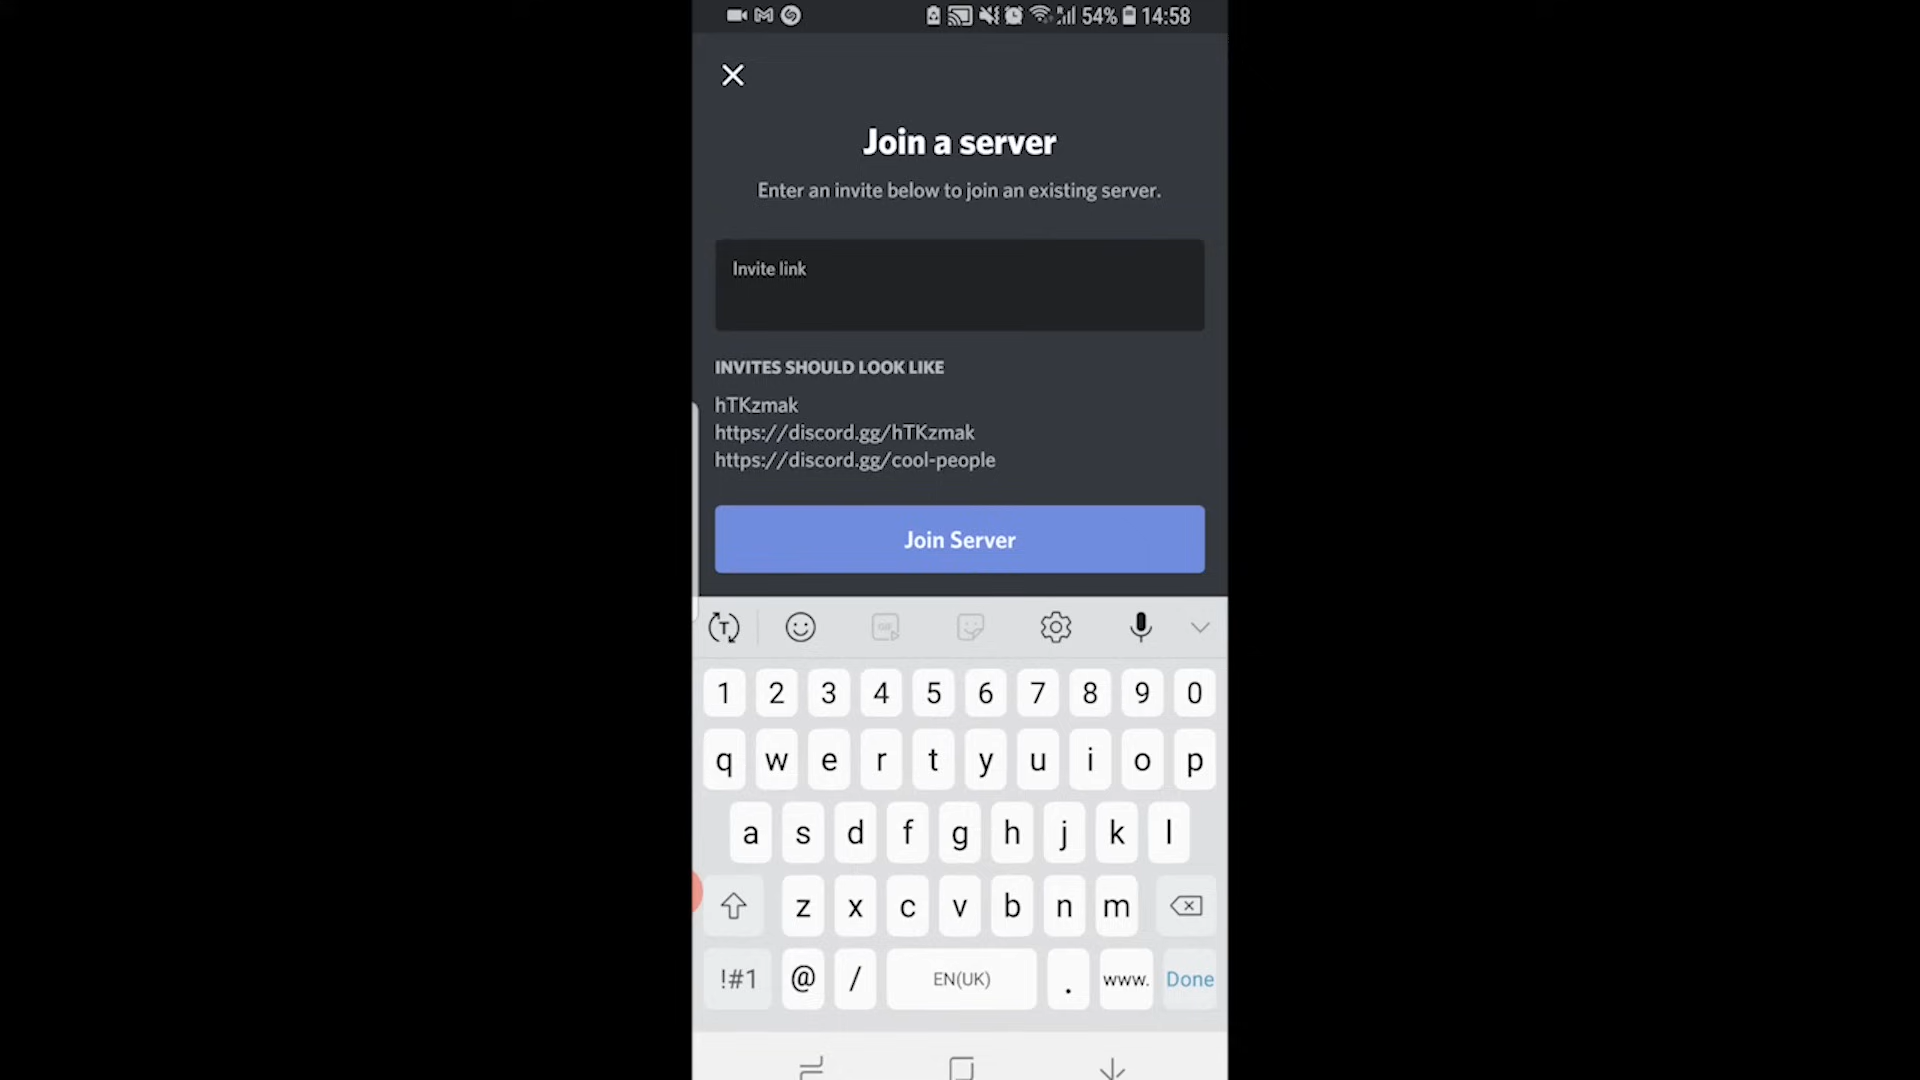 54% 14:58
Join a server
Enter an invite below to join an existing server.
Invite link
INVITES SHOULD LOOK LIKE
hTKzmak
https://discord.gg/hTKzmak
https://discord.gg/cool-people
Join Server
T GIF
1 2 3 4 5 6 7 8 9 0
q w e r t y u i o p
a s d f g h j k l
z x c v b n m
!#1 @ / EN(UK) . www. Done